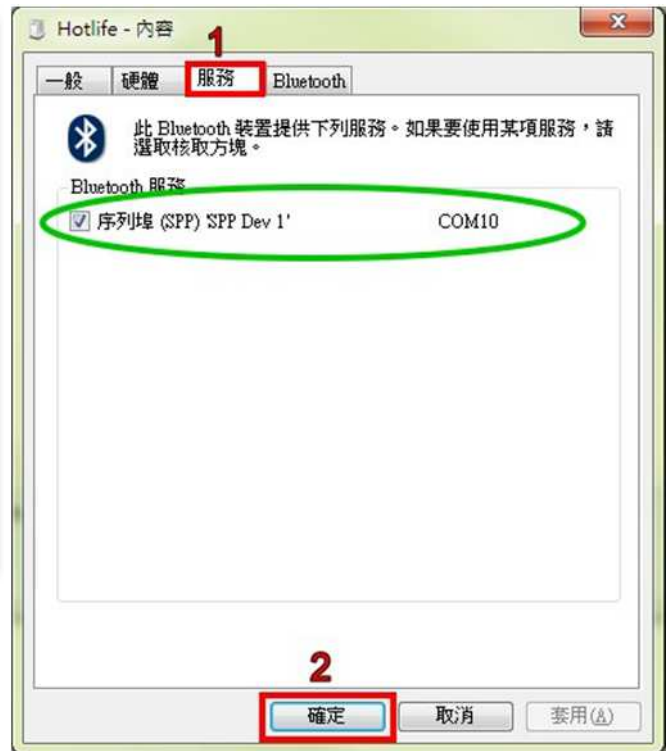 Hotlife - 內容
1
一般 硬體 服務 Bluetooth
此 Bluetooth 裝置提供下列服務。如果要使用某項服務，請
選取核取方塊。
Bluetooth 服務
序列埠 (SPP) 'SPP Dev 1' COM10
2
確定 取消 套用(A)